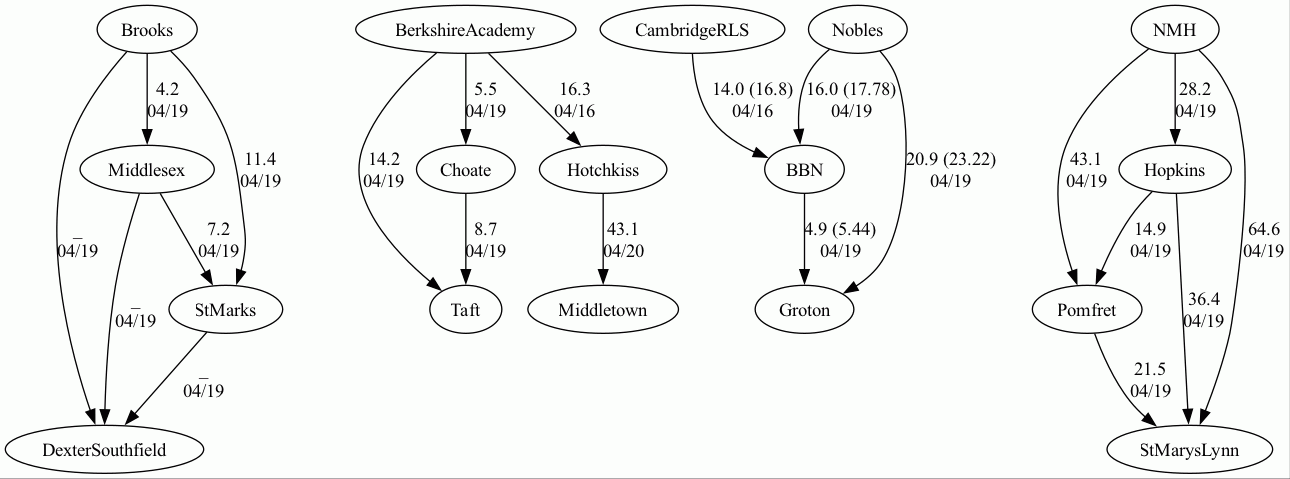 Brooks
BerkshireAcademy
CambridgeRLS
Nobles
NMH
4.2
04/19
5.5
04/19
16.3
04/16
14.0 (16.8)
04/16
16.0 (17.78)
04/19
28.2
04/19
Middlesex
11.4
04/19
14.2
04/19
Choate
Hotchkiss
BBN
20.9 (23.22)
04/19
43.1
04/19
Hopkins
–
04/19
7.2
04/19
8.7
04/19
43.1
04/20
4.9 (5.44)
04/19
14.9
04/19
64.6
04/19
–
04/19
StMarks
Taft
Middletown
Groton
Pomfret
36.4
04/19
–
04/19
21.5
04/19
DexterSouthfield
StMarysLynn